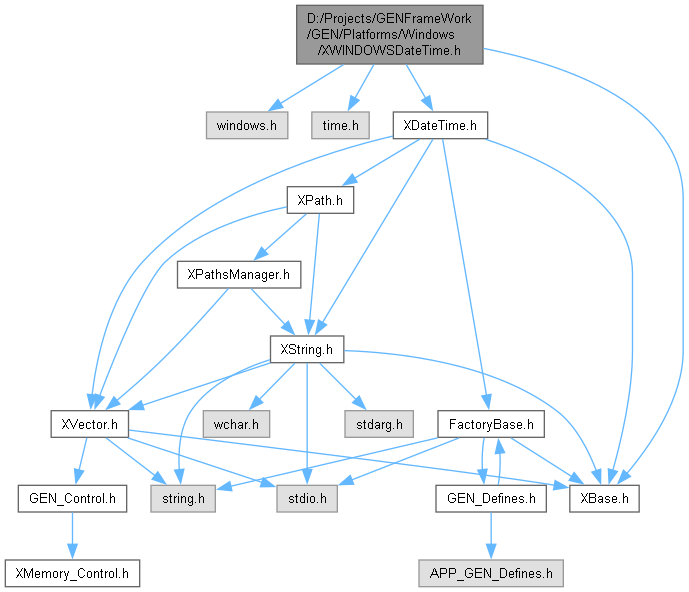 D:/Projects/GENFrameWork
/GEN/Platforms/Windows
/XWINDOWSDateTime.h
windows.h
time.h
XDateTime.h
XPath.h
XPathsManager.h
XString.h
XVector.h
wchar.h
stdarg.h
FactoryBase.h
GEN_Control.h
string.h
stdio.h
GEN_Defines.h
XBase.h
XMemory_Control.h
APP_GEN_Defines.h